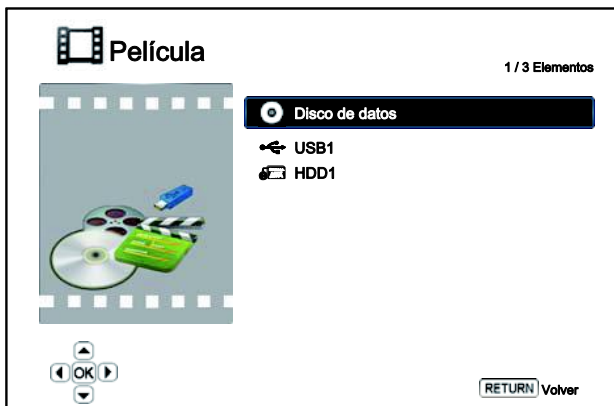 Película
1 / 3 Elementos
Disco de datos
USB1
HDD1
OK
RETURN Volver